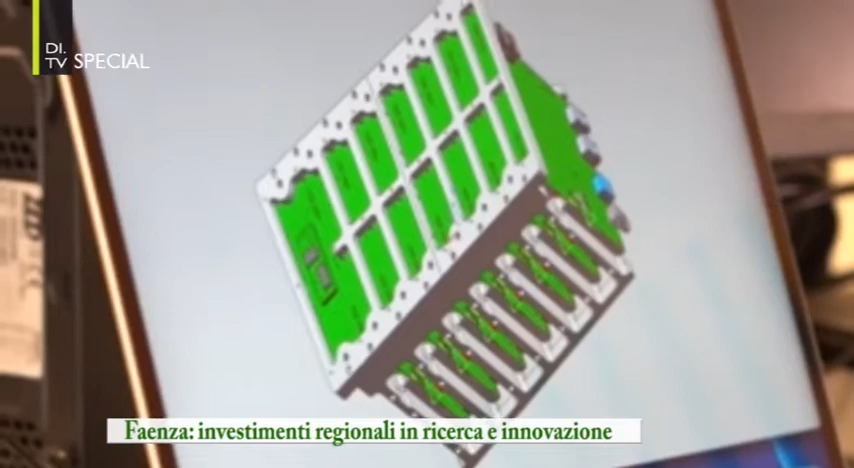 DI.
TV SPECIAL
Faenza: investimenti regionali in ricerca e innovazione